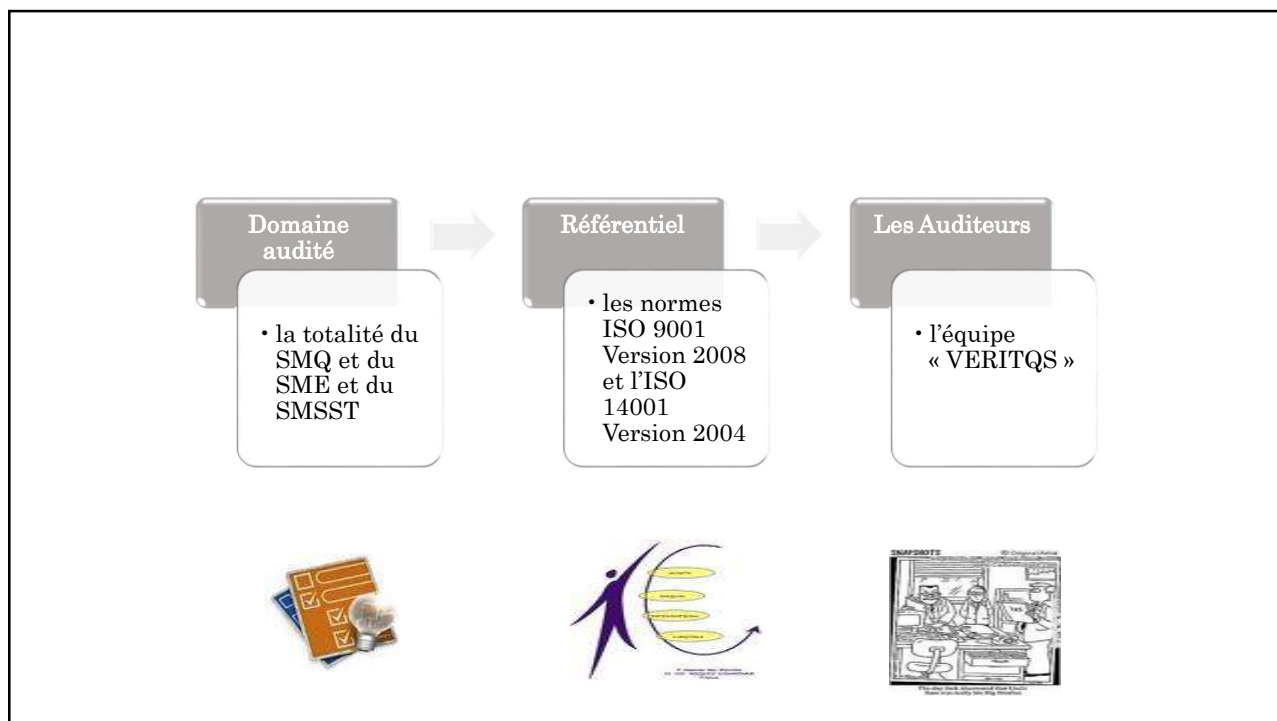 Domaine
audité
• la totalité du
SMQ et du
SME et du
SMSST
Référentiel
• les normes
ISO 9001
Version 2008
et l'ISO
14001
Version 2004
Les Auditeurs
• l'équipe
« VERITQS »
SNAPSHOTS